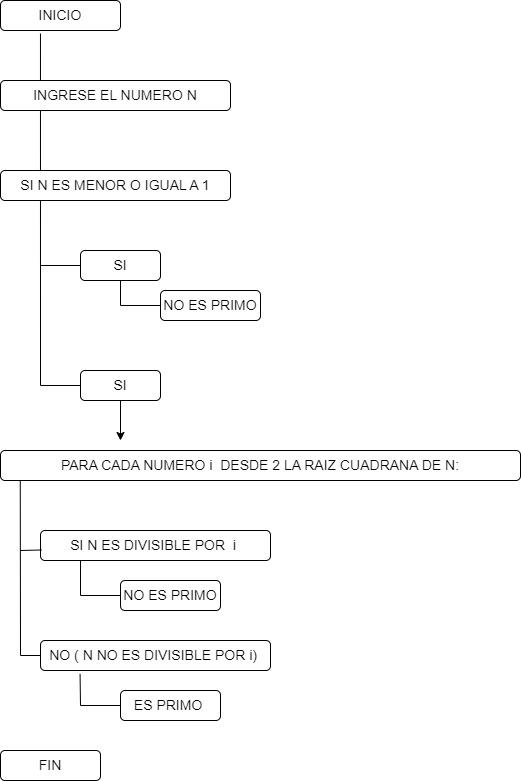 INICIO
INGRESE EL NUMERO N
SI N ES MENOR O IGUAL A 1
SI
NO ES PRIMO
SI
PARA CADA NUMERO i DESDE 2 LA RAIZ CUADRANA DE N:
SI N ES DIVISIBLE POR i
NO ES PRIMO
NO ( N NO ES DIVISIBLE POR i)
ES PRIMO
FIN